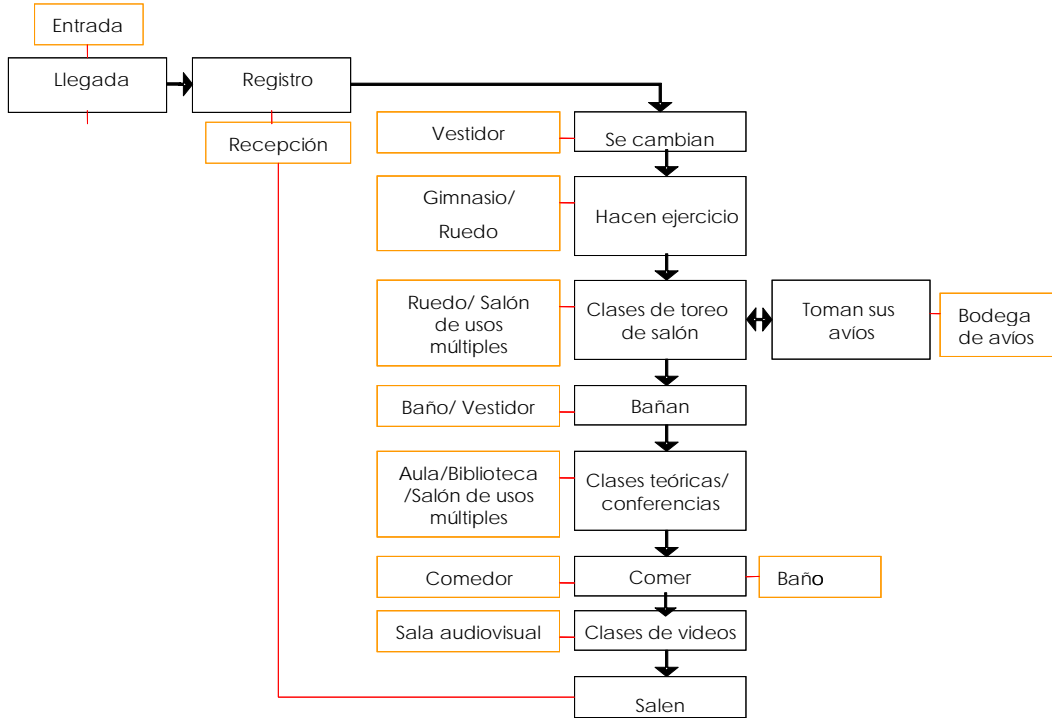 Entrada
Llegada
Registro
Recepción
Vestidor
Se cambian
Gimnasio/
Ruedo
Hacen ejercicio
Ruedo/ Salón
de usos
múltiples
Clases de toreo
de salón
Toman sus
avíos
Bodega
de avíos
Baño/ Vestidor
Bañan
Aula/Biblioteca
/Salón de usos
múltiples
Clases teóricas/
conferencias
Comedor
Comer
Baño
Sala audiovisual
Clases de videos
Salen